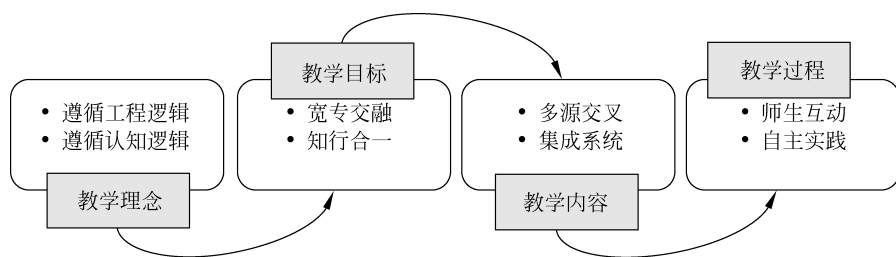 • 遵循工程逻辑
• 遵循认知逻辑
教学理念
教学目标
• 宽专交融
• 知行合一
• 多源交叉
• 集成系统
教学内容
教学过程
• 师生互动
• 自主实践